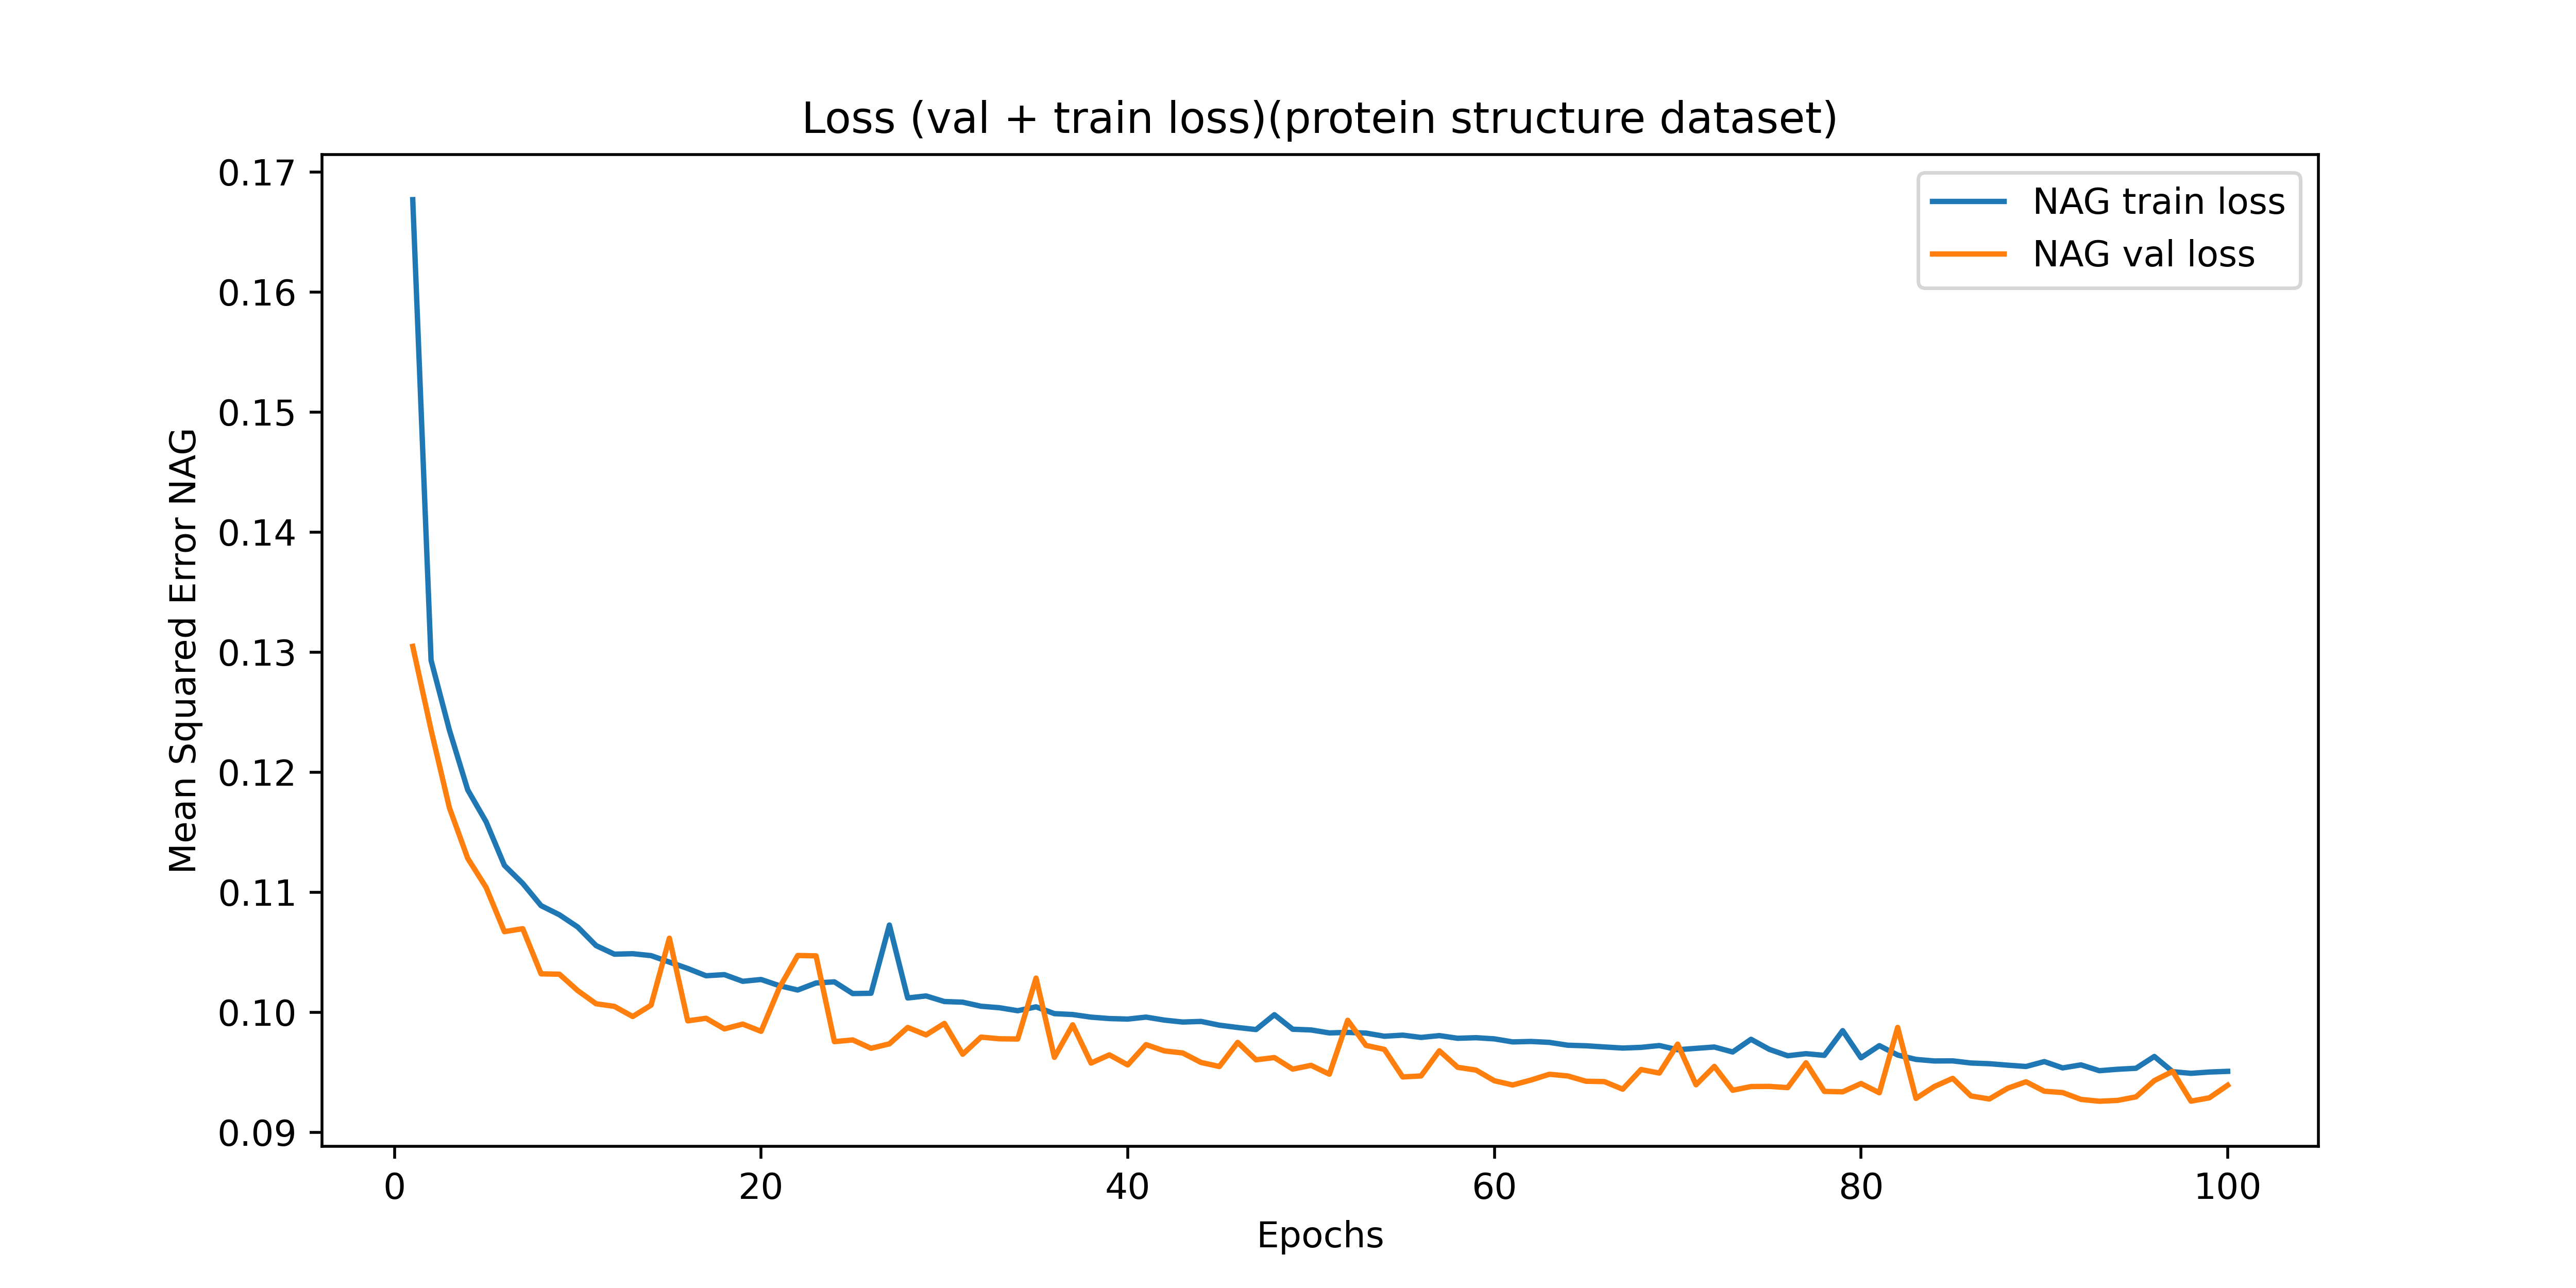 Loss (val + train loss)(protein structure dataset)
NAG train loss
NAG val loss
Mean Squared Error NAG
0.17
0.16
0.15
0.14
0.13
0.12
0.11
0.10
0.09
0 20 40 60 80 100
Epochs